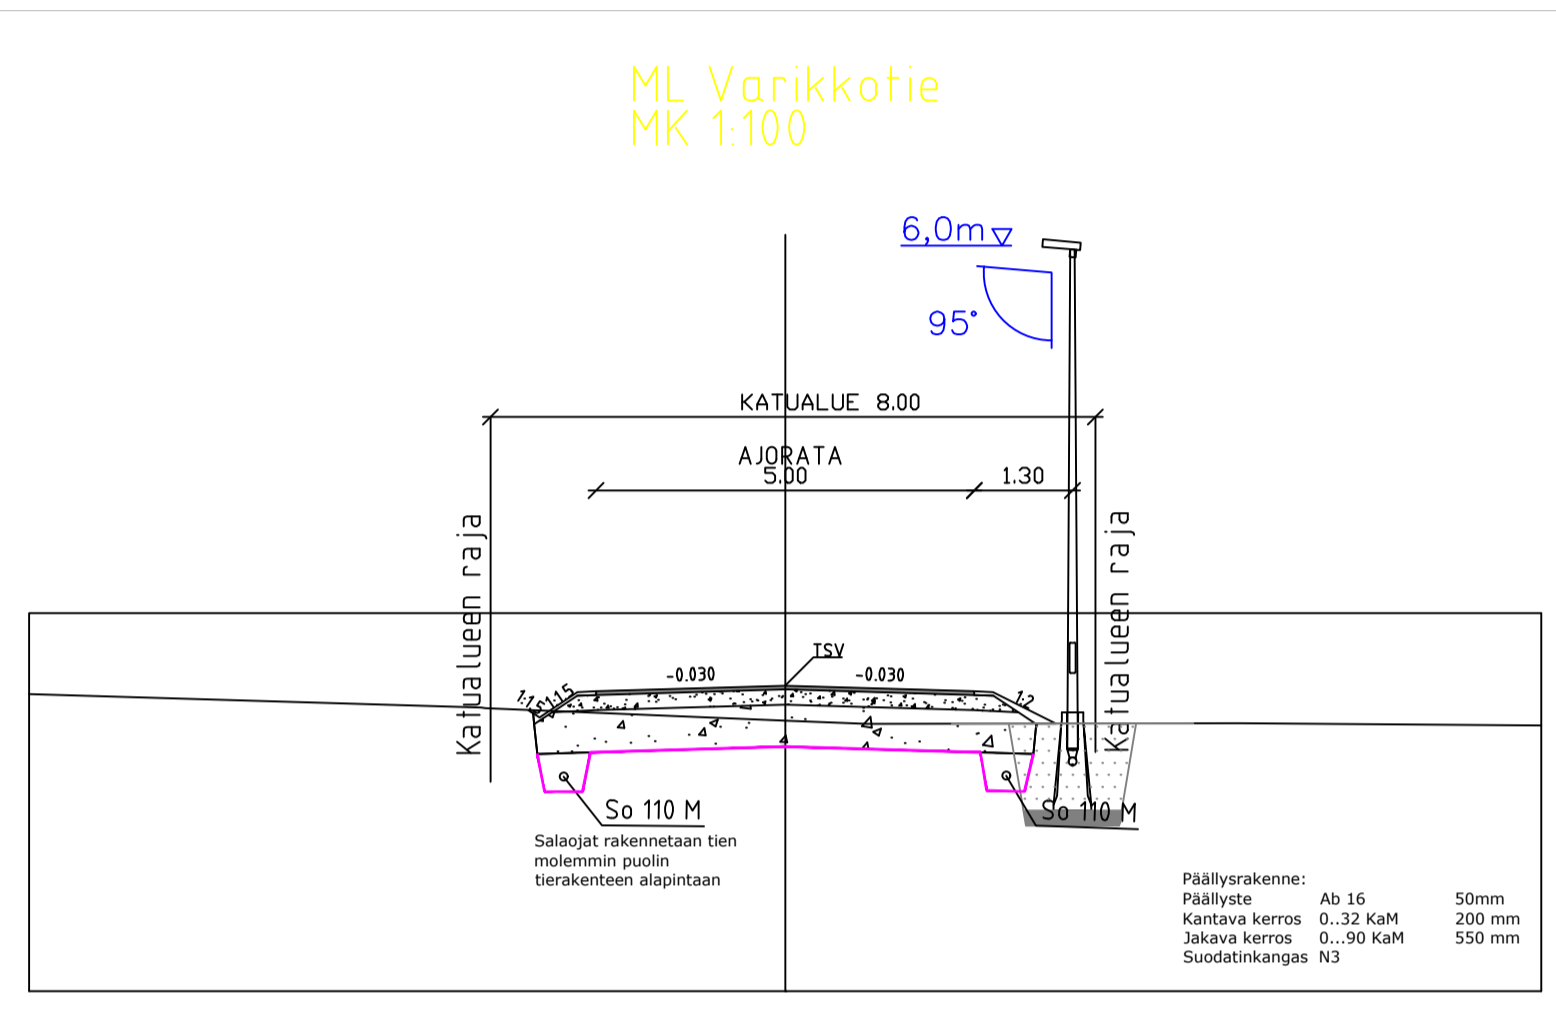 ML Varikkotie
MK 1:100
6,0m
95°
KATUALUE 8.00
AJORATA
5.00
1.30
Katualueen raja
Katualueen raja
TSV
-0.030
-0.030
1:1.5
1:1.5
1:2
So 110 M
So 110 M
Salaojat rakennetaan tien
molemmin puolin
tierakenteen alapintaan
Päällysrakenne:
Päällyste Ab 16 50mm
Kantava kerros 0..32 KaM 200 mm
Jakava kerros 0...90 KaM 550 mm
Suodatinkangas N3